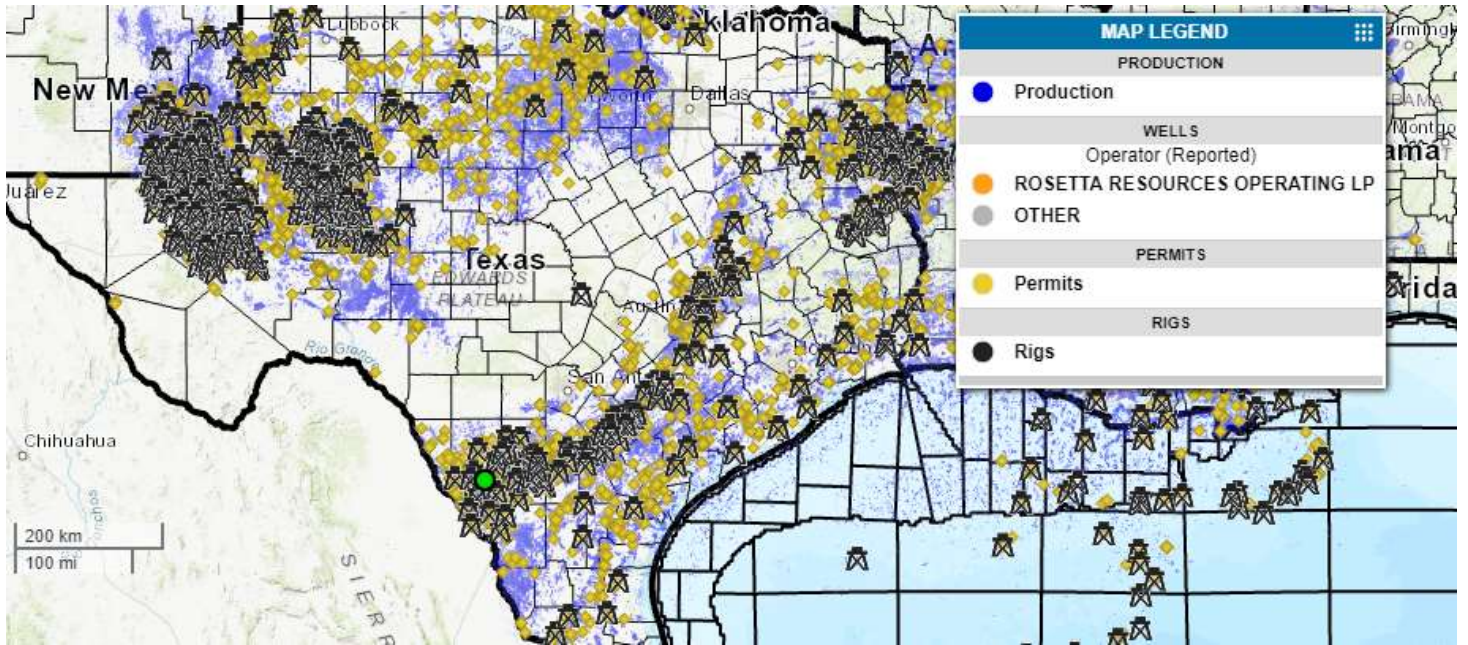 Lubbock
klahoma
New Mex
Dallas
Juarez
Texas
EDWARDS
PLATEAU
Austin
Rio Grande
San Antonio
Chihuahua
200 km
100 mi
SIERR
MAP LEGEND
PRODUCTION
Production
WELLS
Operator (Reported)
ROSETTA RESOURCES OPERATING LP
OTHER
PERMITS
Permits
RIGS
Rigs
Birmingh
BAMA
Montgo
ama
rida